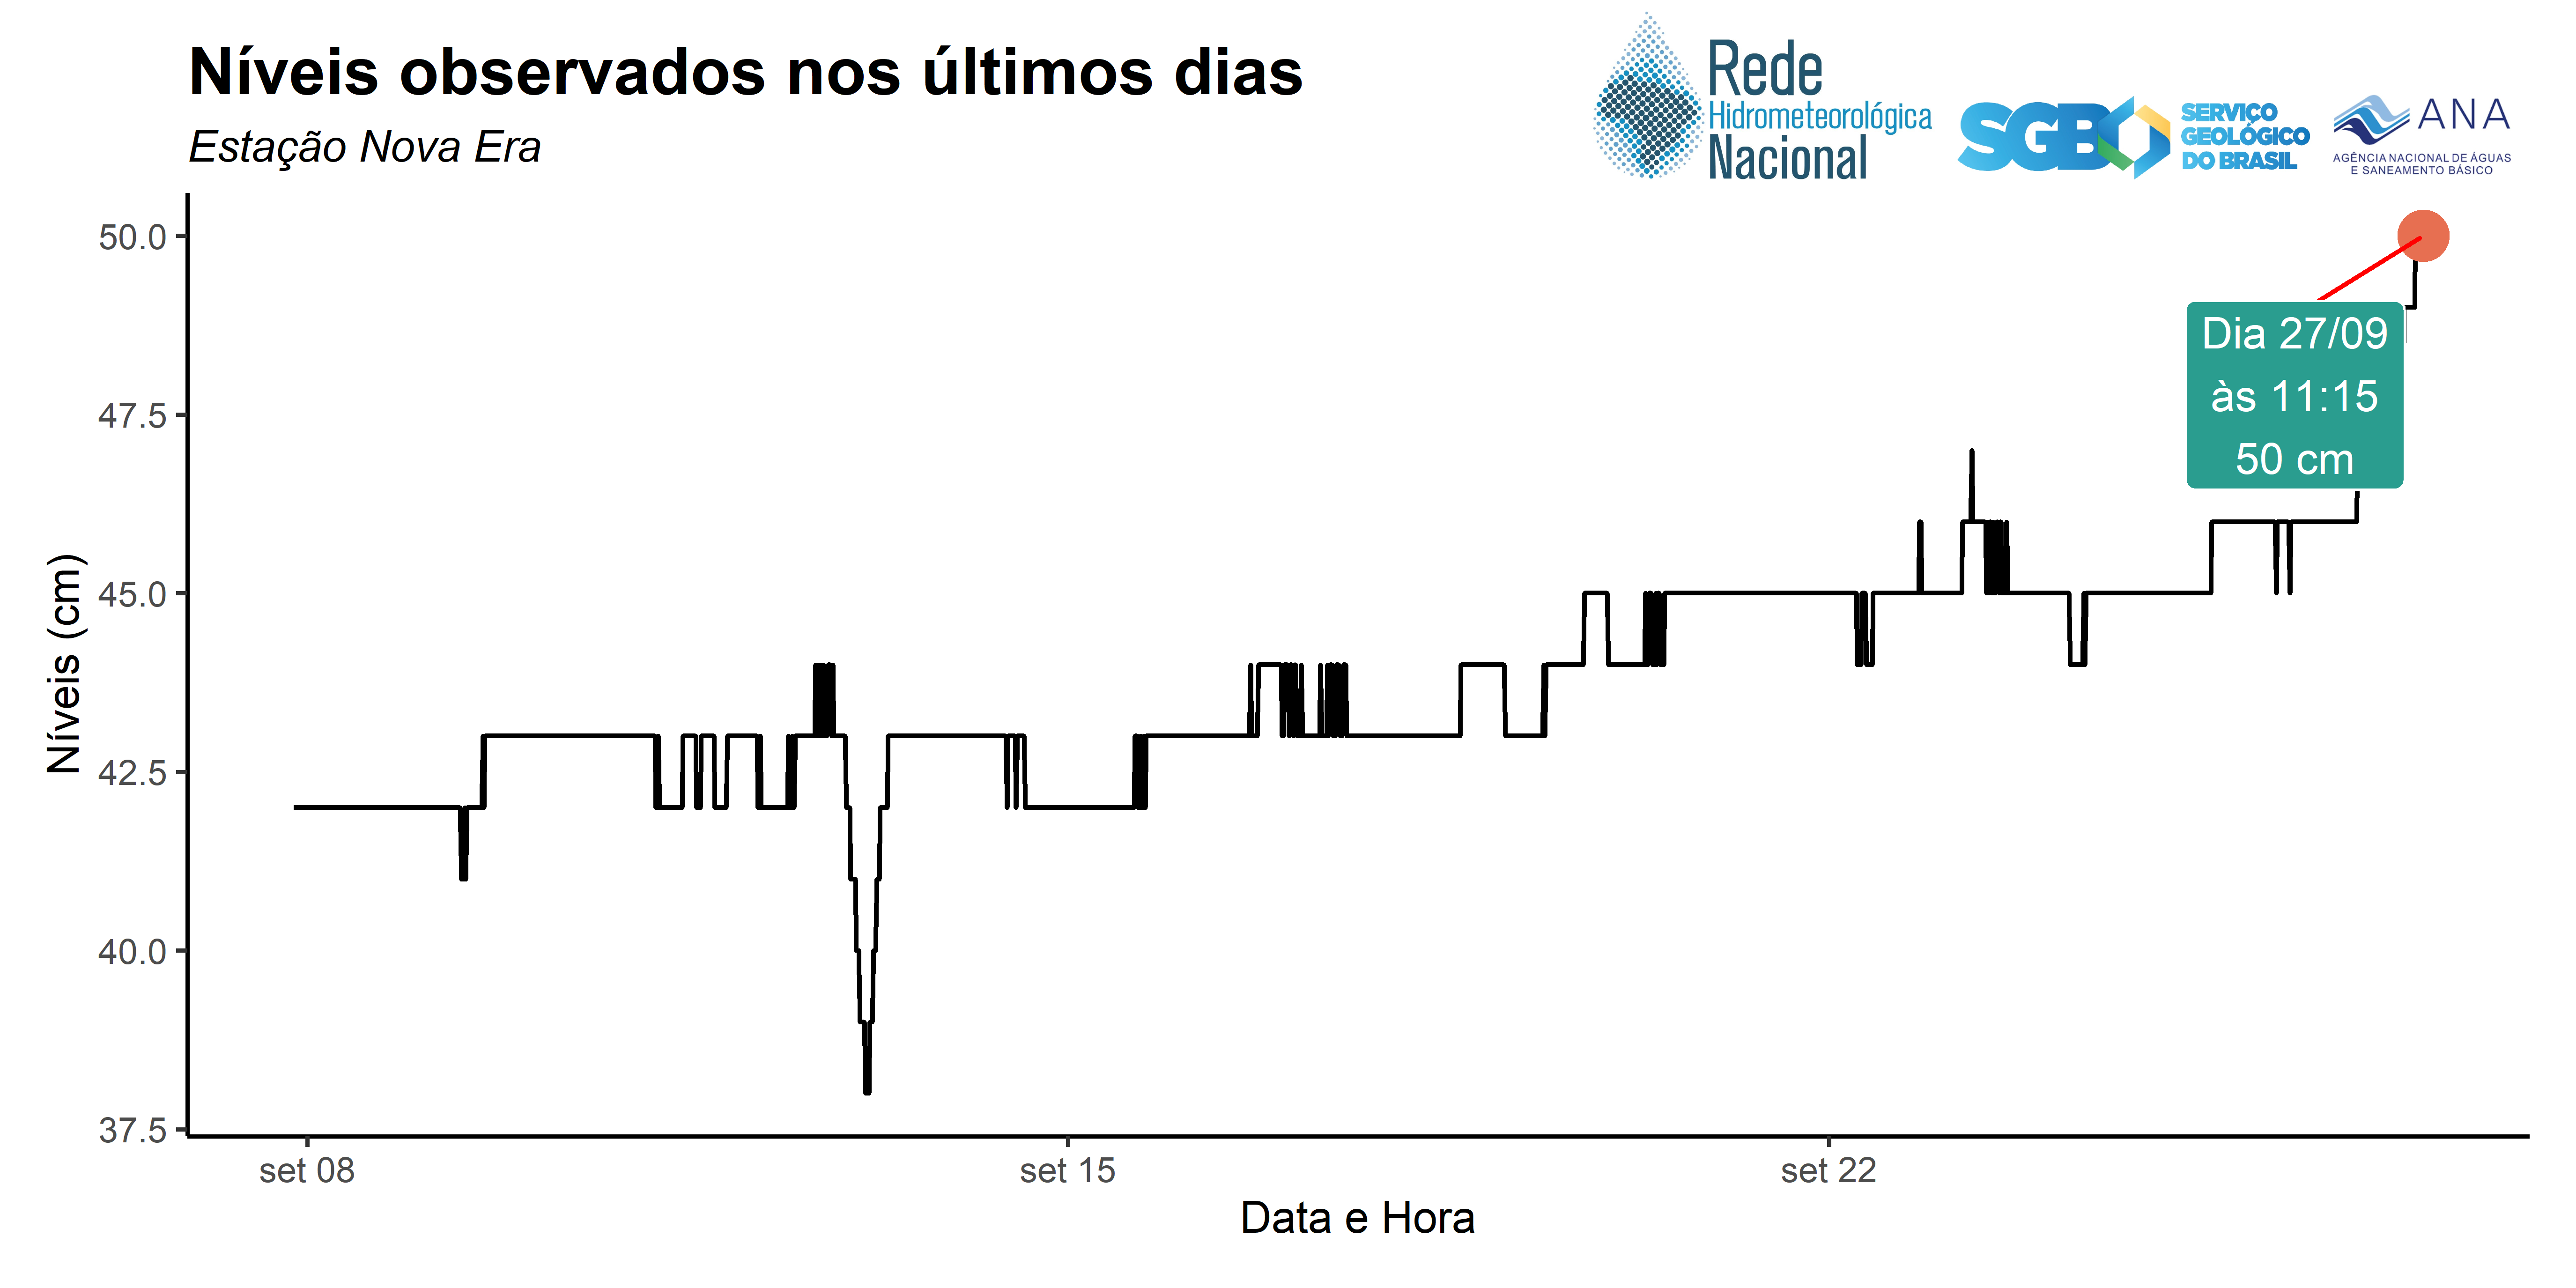 Níveis observados nos últimos dias
Estação Nova Era
Rede
Hidrometeorológica
Nacional
SGB
SERVIÇO
GEOLÓGICO
DO BRASIL
ANA
AGÊNCIA NACIONAL DE ÁGUAS
E SANEAMENTO BÁSICO
50.0
47.5
45.0
42.5
40.0
37.5
Níveis (cm)
Dia 27/09
às 11:15
50 cm
set 08
set 15
set 22
Data e Hora